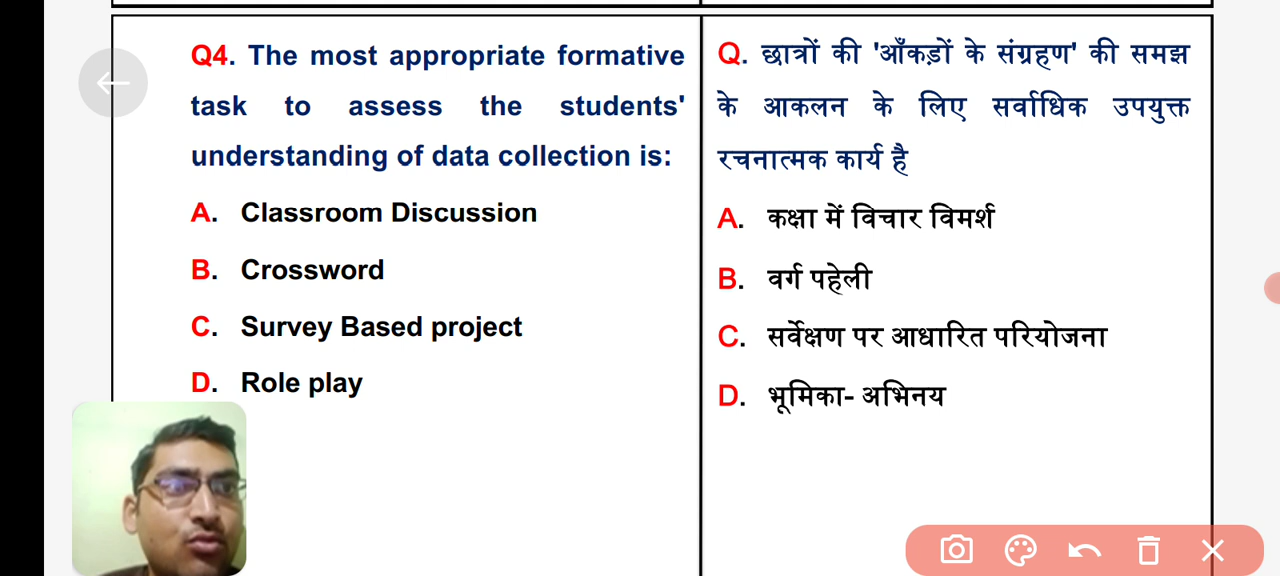 Q4. The most appropriate formative
task to assess the students'
understanding of data collection is:
A. Classroom Discussion
B. Crossword
C. Survey Based project
D. Role play
Q. छात्रों की 'आँकड़ों के संग्रहण' की समझ
के आकलन के लिए सर्वाधिक उपयुक्त
रचनात्मक कार्य है
A. कक्षा में विचार विमर्श
B. वर्ग पहेली
C. सर्वेक्षण पर आधारित परियोजना
D. भूमिका- अभिनय